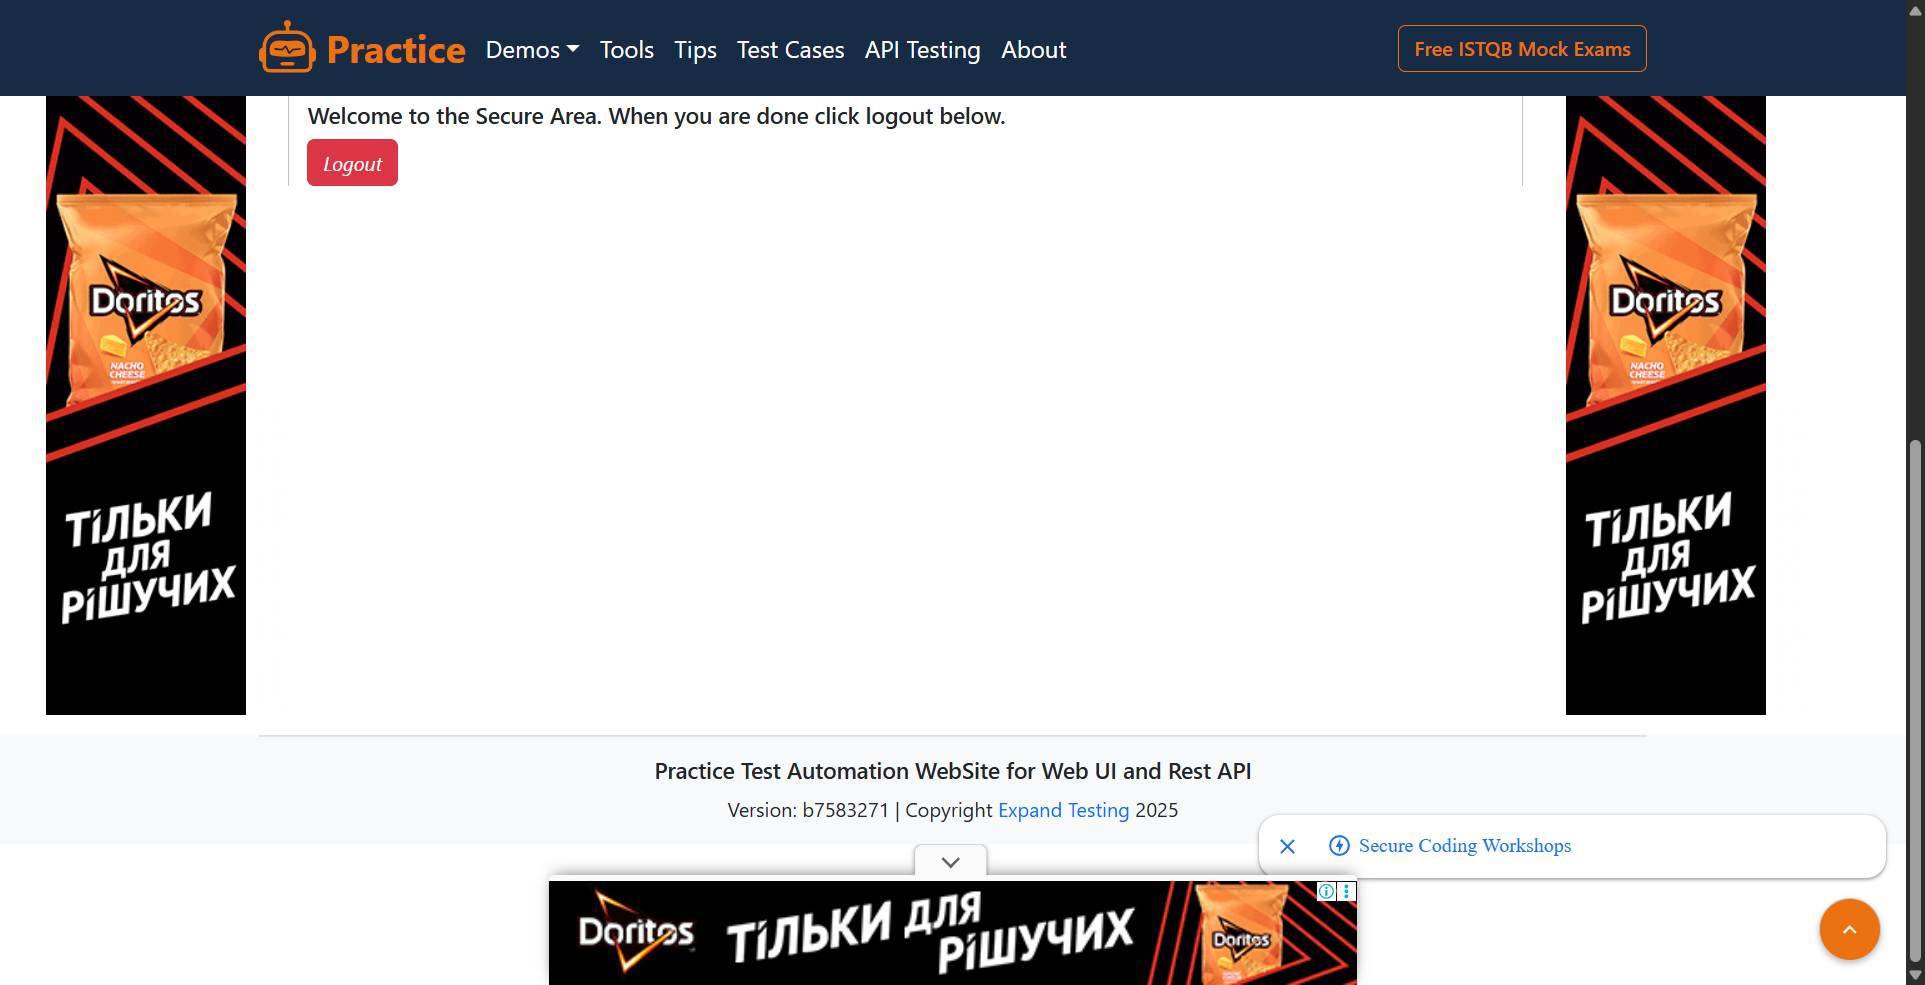 Practice Demos Tools Tips Test Cases API Testing About Free ISTQB Mock Exams
Welcome to the Secure Area. When you are done click logout below.
Logout
Doritos
NACHO
CHEESE
ТІЛЬКИ
ДЛЯ
РІШУЧИХ
Doritos
NACHO
CHEESE
ТІЛЬКИ
ДЛЯ
РІШУЧИХ
Practice Test Automation WebSite for Web UI and Rest API
Version: b7583271 | Copyright Expand Testing 2025
Secure Coding Workshops
Doritos
ТІЛЬКИ ДЛЯ
РІШУЧИХ
Doritos